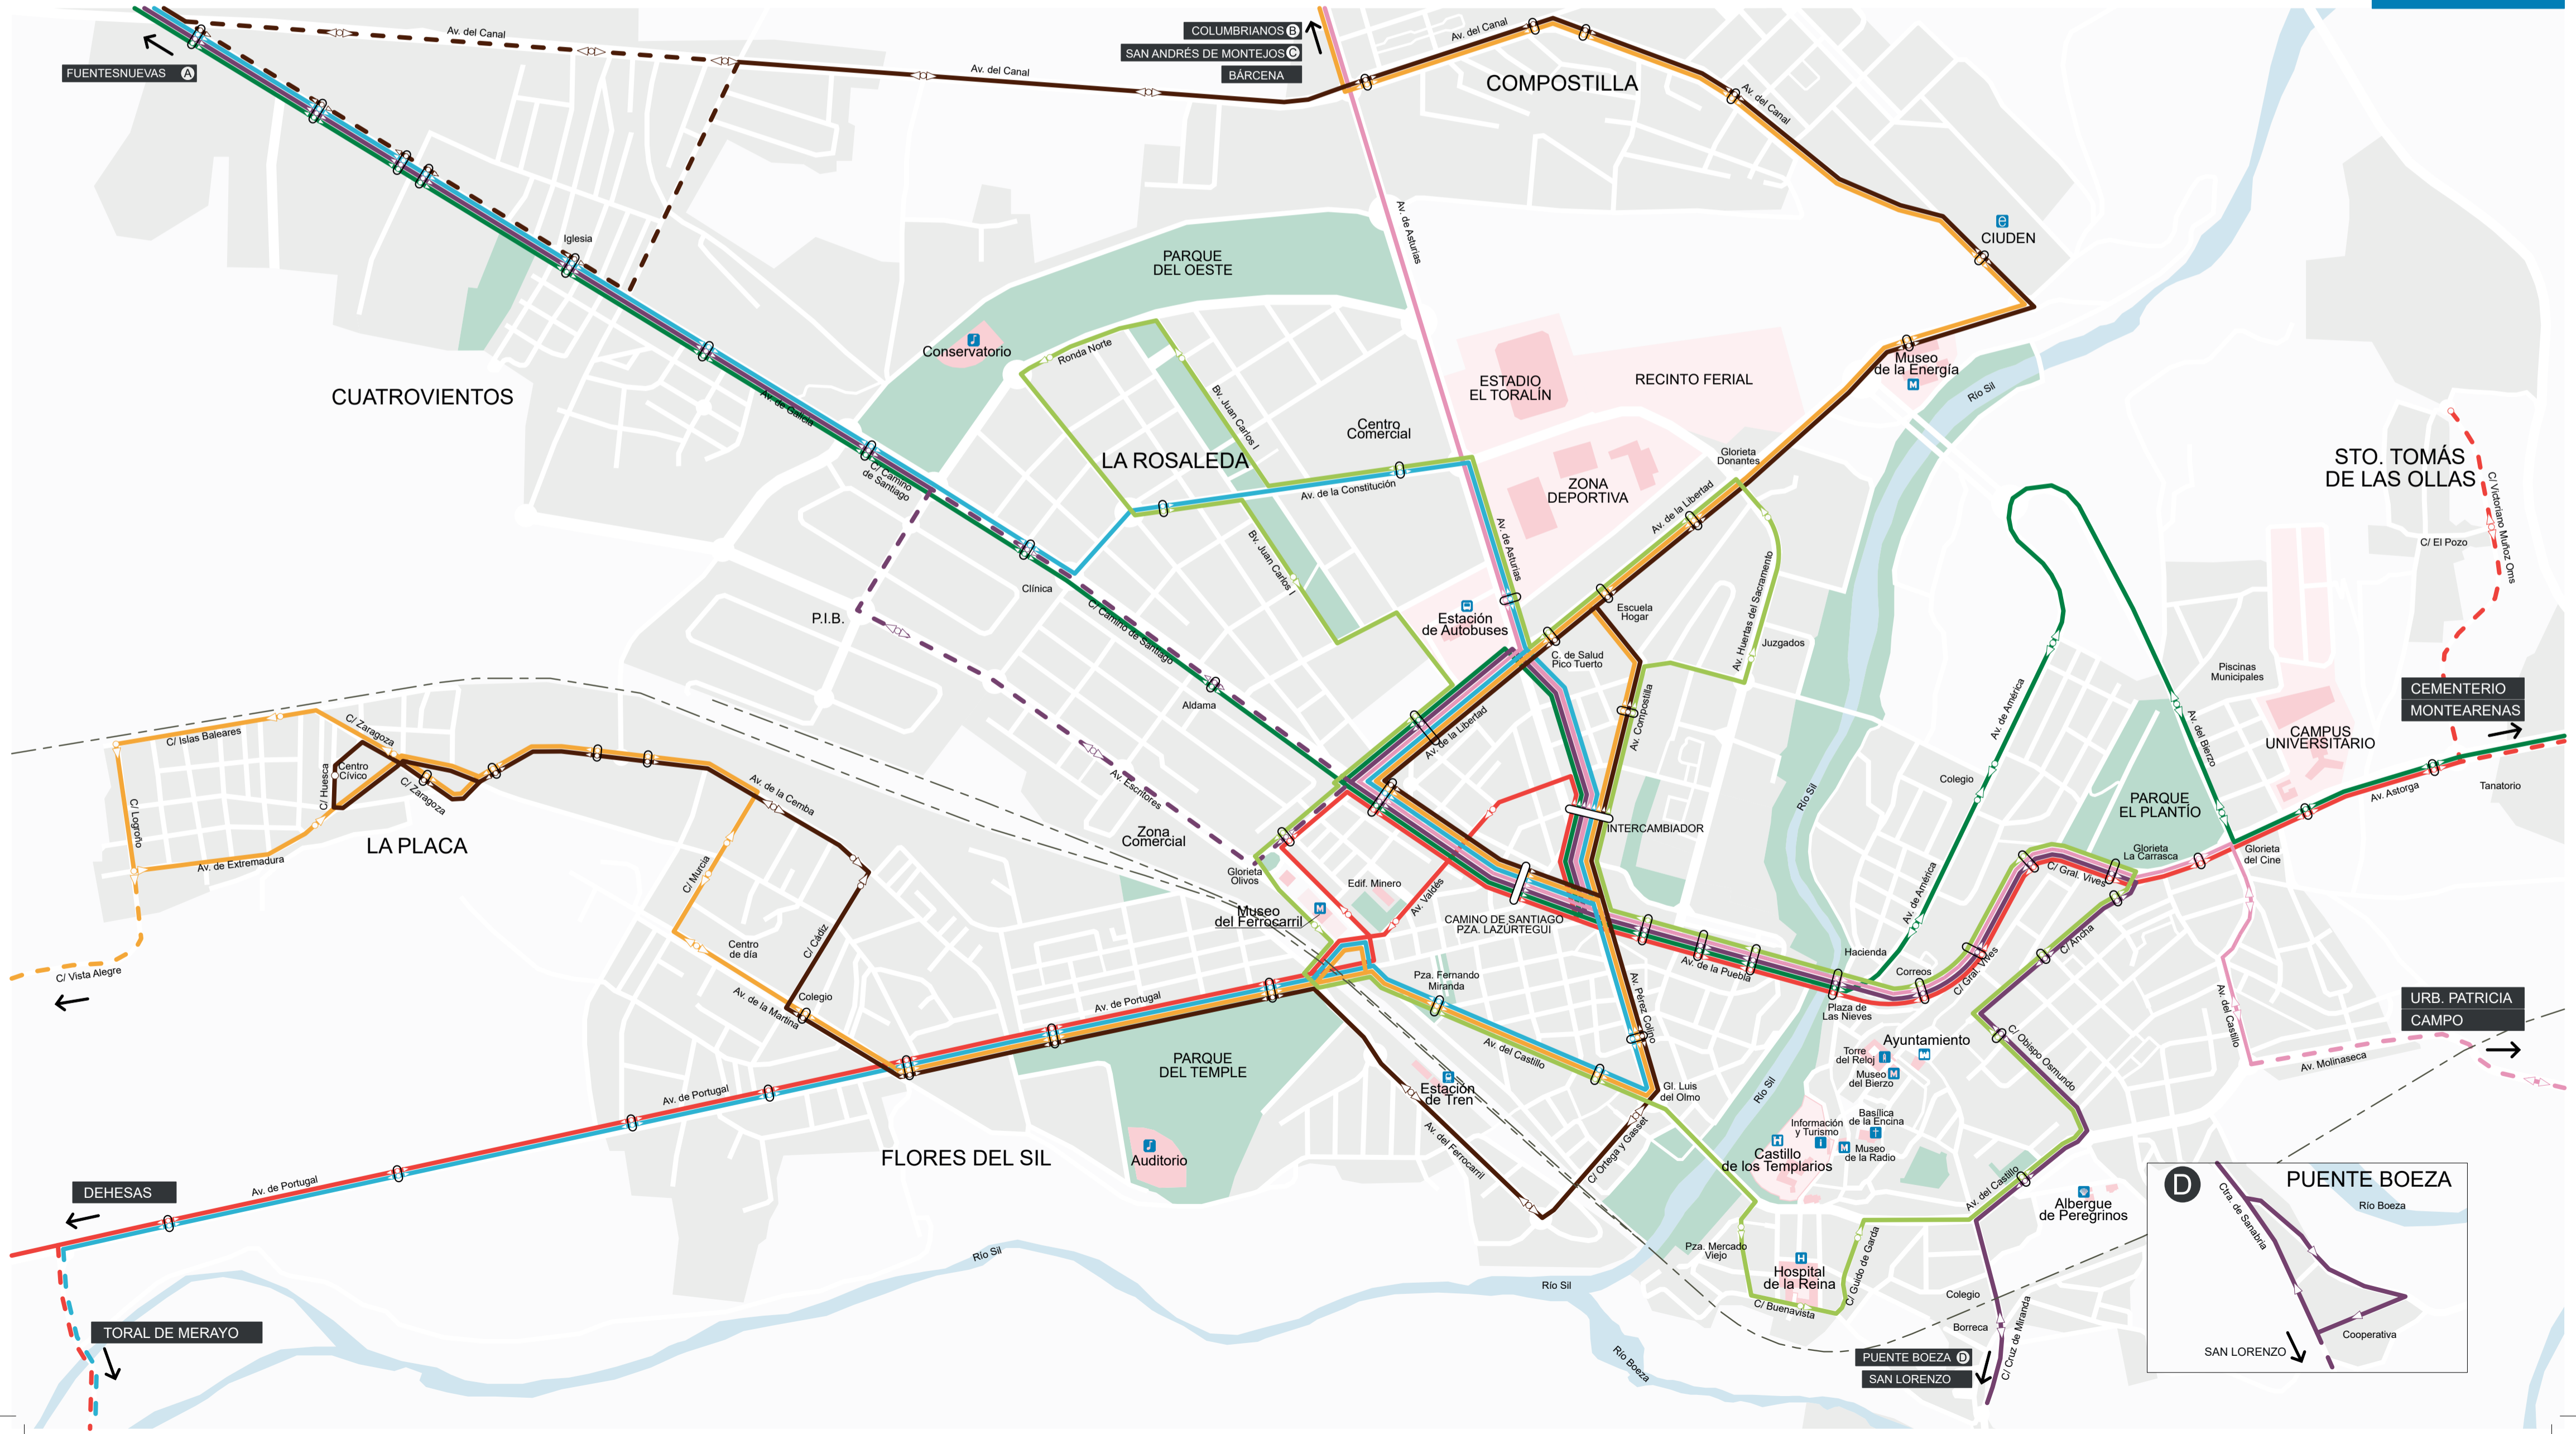 Av. del Canal
FUENTESNUEVAS A
COLUMBRIANOS B
SAN ANDRÉS DE MONTEJOS C
BÁRCENA
Av. del Canal
Av. del Canal
COMPOSTILLA
Av. del Canal
Av. de Asturias
Iglesia
CIUDEN
PARQUE
DEL OESTE
Conservatorio
Ronda Norte
CUATROVIENTOS
Av. de Galicia
C/ Camino
de Santiago
LA ROSALEDA
Bv. Juan Carlos I
Centro
Comercial
Av. de la Constitución
Bv. Juan Carlos I
ESTADIO
EL TORALÍN
RECINTO FERIAL
ZONA
DEPORTIVA
Av. de Asturias
Museo
de la Energía
M
Río Sil
Glorieta
Donantes
Av. de la Libertad
STO. TOMÁS
DE LAS OLLAS
C/ Victoriano Muñoz Oms
C/ El Pozo
Clínica
C/ Camino de Santiago
P.I.B.
Aldama
Estación
de Autobuses
Escuela
Hogar
C. de Salud
Pico Tuerto
Av. Huertas del Sacramento
Juzgados
Av. Compostilla
Av. de la Libertad
Río Sil
Av. de América
Colegio
Av. de América
Av. del Bierzo
Piscinas
Municipales
CAMPUS
UNIVERSITARIO
PARQUE
EL PLANTÍO
CEMENTERIO
MONTEARENAS
Av. Astorga
Tanatorio
C/ Islas Baleares
C/ Zaragoza
Centro
Cívico
C/ Huesca
C/ Zaragoza
C/ Logroño
LA PLACA
Av. de Extremadura
C/ Vista Alegre
Av. de la Cemba
C/ Murcia
C/ Cádiz
Centro
de día
Colegio
Av. de la Martina
Av. Escritores
Zona
Comercial
Glorieta
Olivos
Museo
del Ferrocarril
M
Edif. Minero
Av. Valdés
INTERCAMBIADOR
CAMINO DE SANTIAGO
PZA. LAZÚRTEGUI
Av. de la Puebla
Pza. Fernando
Miranda
Av. Pérez Colino
Av. del Castillo
Gl. Luis
del Olmo
Hacienda
Correos
Plaza de
Las Nieves
C/ Gral. Vives
C/ Gral. Vives
Glorieta
La Carrasca
Glorieta
del Cine
C/ Ancha
Av. del Castillo
Av. Molinaseca
URB. PATRICIA
CAMPO
Av. de Portugal
Av. de Portugal
Av. de Portugal
PARQUE
DEL TEMPLE
Auditorio
FLORES DEL SIL
Estación
de Tren
Av. del Ferrocarril
C/ Ortega y Gasset
Río Sil
Ayuntamiento
Torre
del Reloj
Museo
del Bierzo
M
Basílica
de la Encina
Información
y Turismo
i
H
Castillo
de los Templarios
M
Museo
de la Radio
C/ Obispo Osmundo
Av. del Castillo
Albergue
de Peregrinos
Pza. Mercado
Viejo
H
Hospital
de la Reina
C/ Buenavista
C/ Guido de Garda
Colegio
Borreca
C/ Cruz de Miranda
PUENTE BOEZA D
SAN LORENZO
Río Sil
Río Sil
Río Boeza
DEHESAS
TORAL DE MERAYO
D
PUENTE BOEZA
Ctra. de Sanabria
Río Boeza
Cooperativa
SAN LORENZO